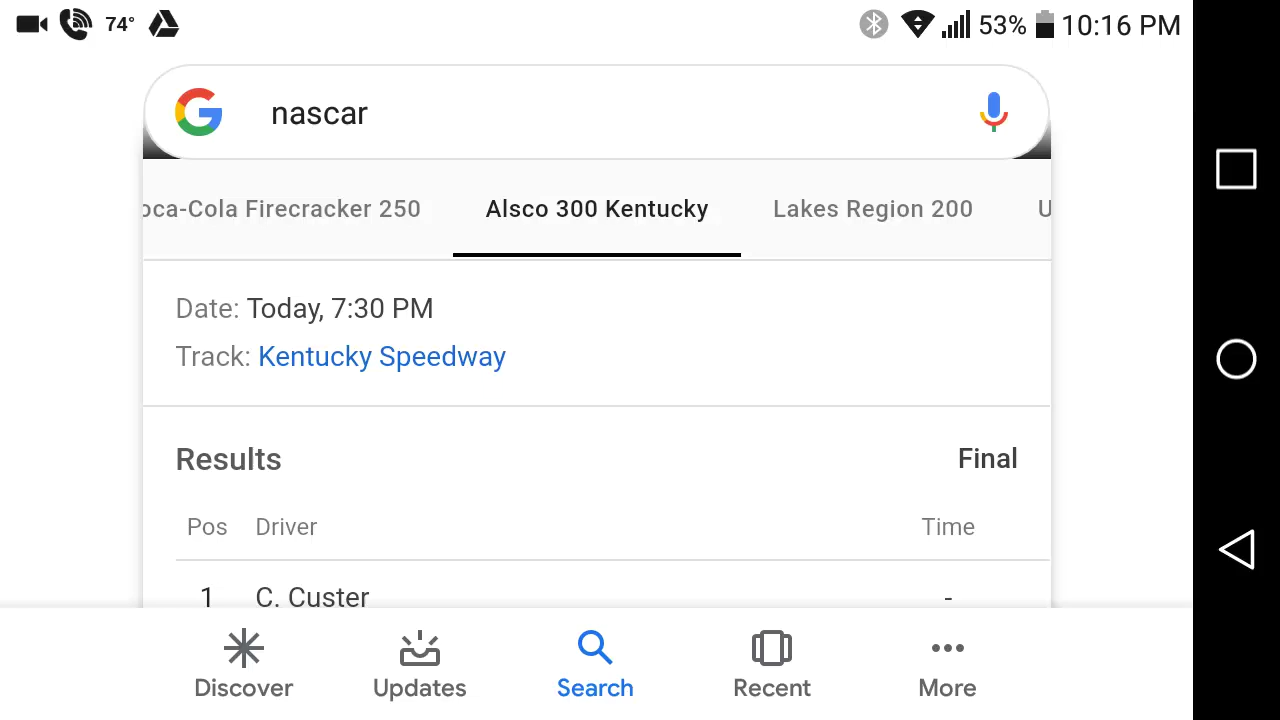 74° 53% 10:16 PM
nascar
oca-Cola Firecracker 250 Alsco 300 Kentucky Lakes Region 200 U
Date: Today, 7:30 PM
Track: Kentucky Speedway
Results Final
Pos Driver Time
1 C. Custer -
Discover Updates Search Recent More